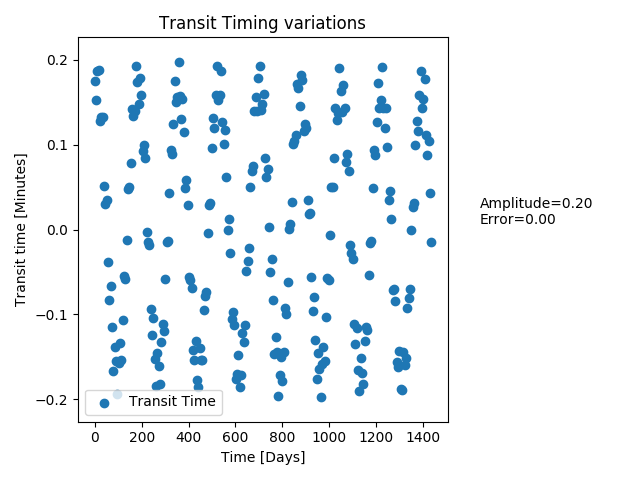 Transit Timing variations
Transit time [Minutes]
0.2
0.1
0.0
−0.1
−0.2
Amplitude=0.20
Error=0.00
Transit Time
0
200
400
600
800
1000
1200
1400
Time [Days]